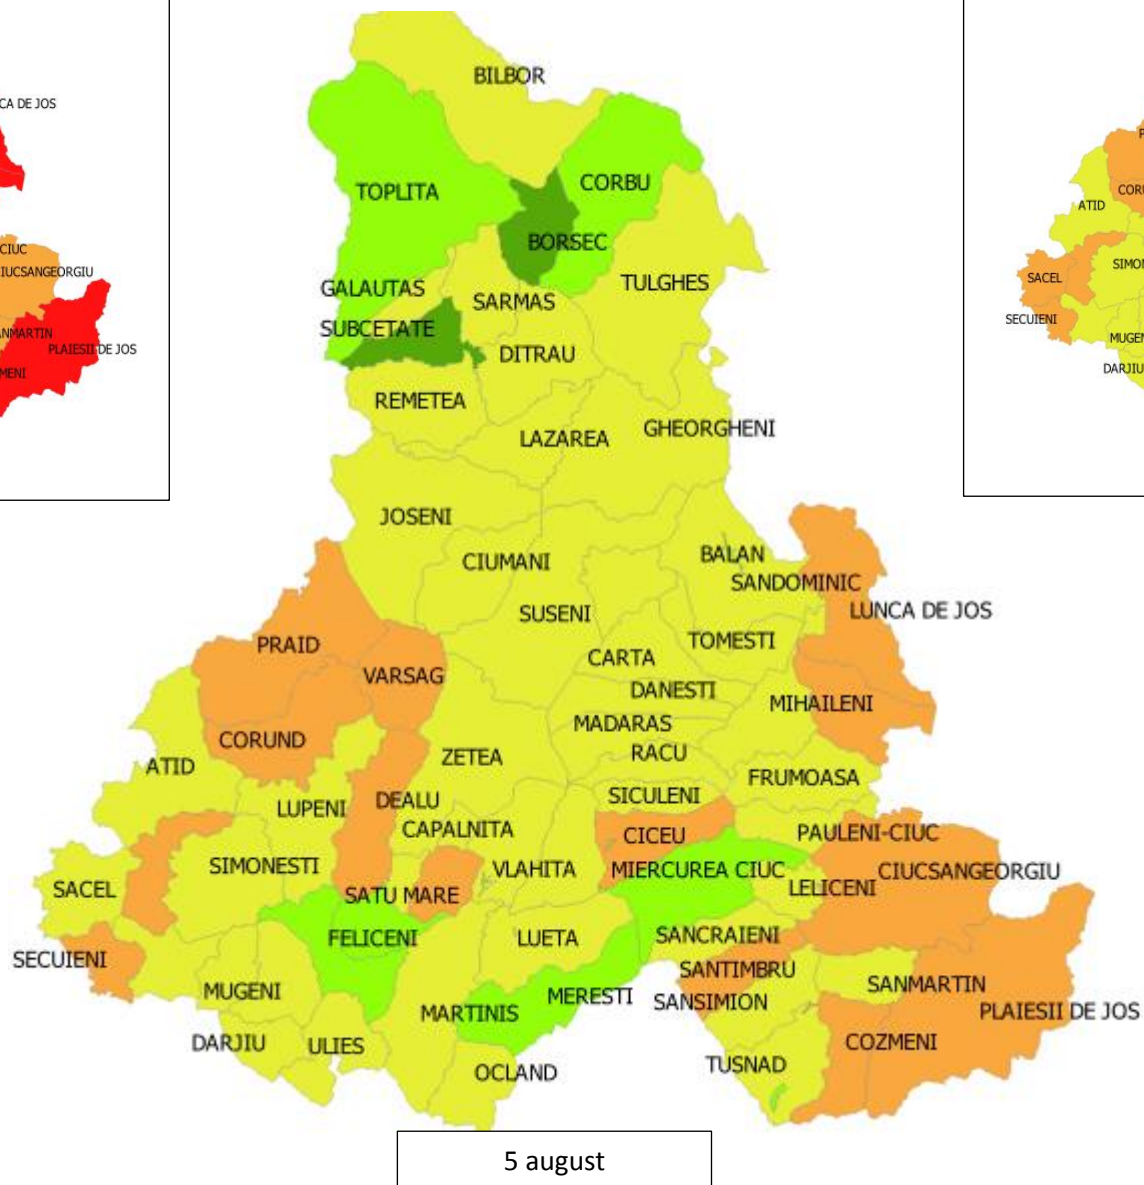 BILBOR
CA DE JOS
TOPLITA
CORBU
ATID
BORSEC
CIUC
IUCSANGEORGIU
GALAUTAS
SARMAS
TULGHES
SACEL
SUBCETATE
DITRAU
SECUIENI
NMARTIN
PLAIESII DE JOS
MENI
DARJIU
REMETEA
LAZAREA
GHEORGHENI
JOSENI
CIUMANI
BALAN
SANDOMINIC
SUSENI
LUNCA DE JOS
PRAID
TOMESTI
CARTA
VARSAG
DANESTI
MIHAILENI
MADARAS
CORUND
RACU
ATID
ZETEA
FRUMOASA
LUPENI
DEALU
SICULENI
CAPALNITA
CICEU
PAULENI-CIUC
SIMONESTI
VLAHITA
MIERCUREA CIUC
CIUCSANGEORGIU
SACEL
SATU MARE
LELICENI
FELICENI
LUETA
SANCRAIENI
SECUIENI
SANTIMBRU
MUGENI
MERESTI
SANSIMION
SANMARTIN
MARTINIS
PLAIESII DE JOS
DARJIU
ULIES
COZMENI
OCLAND
TUSNAD
5 august